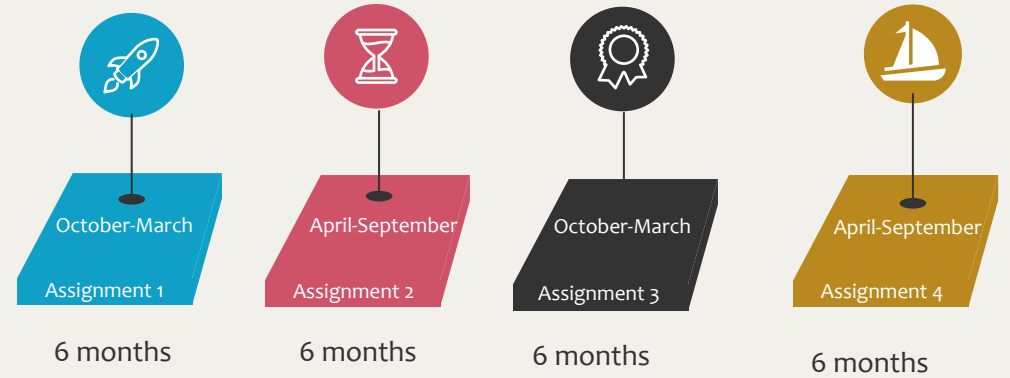 October-March
Assignment 1
6 months
April-September
Assignment 2
6 months
October-March
Assignment 3
6 months
April-September
Assignment 4
6 months